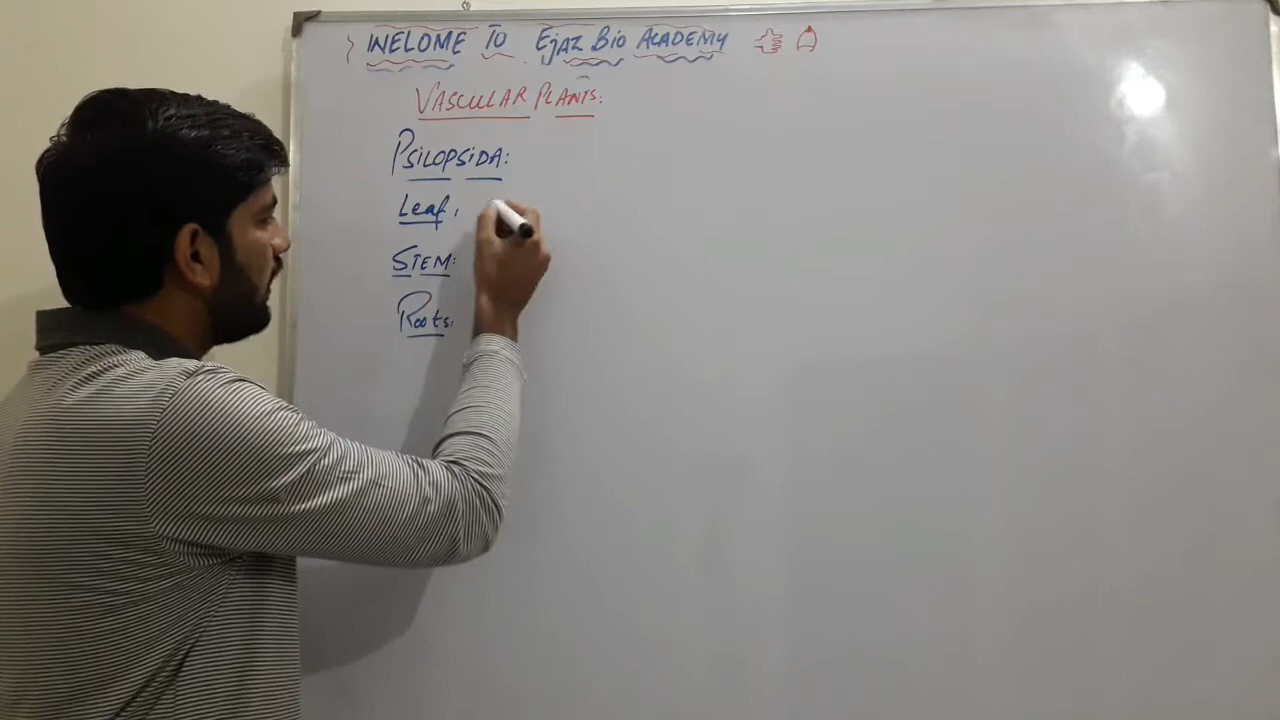 WELOME TO EjAZ BiO ACADEMY
VASCULAR PLANTS:
PSiLOPSiDA:
Leaf:
STEM:
Roots: